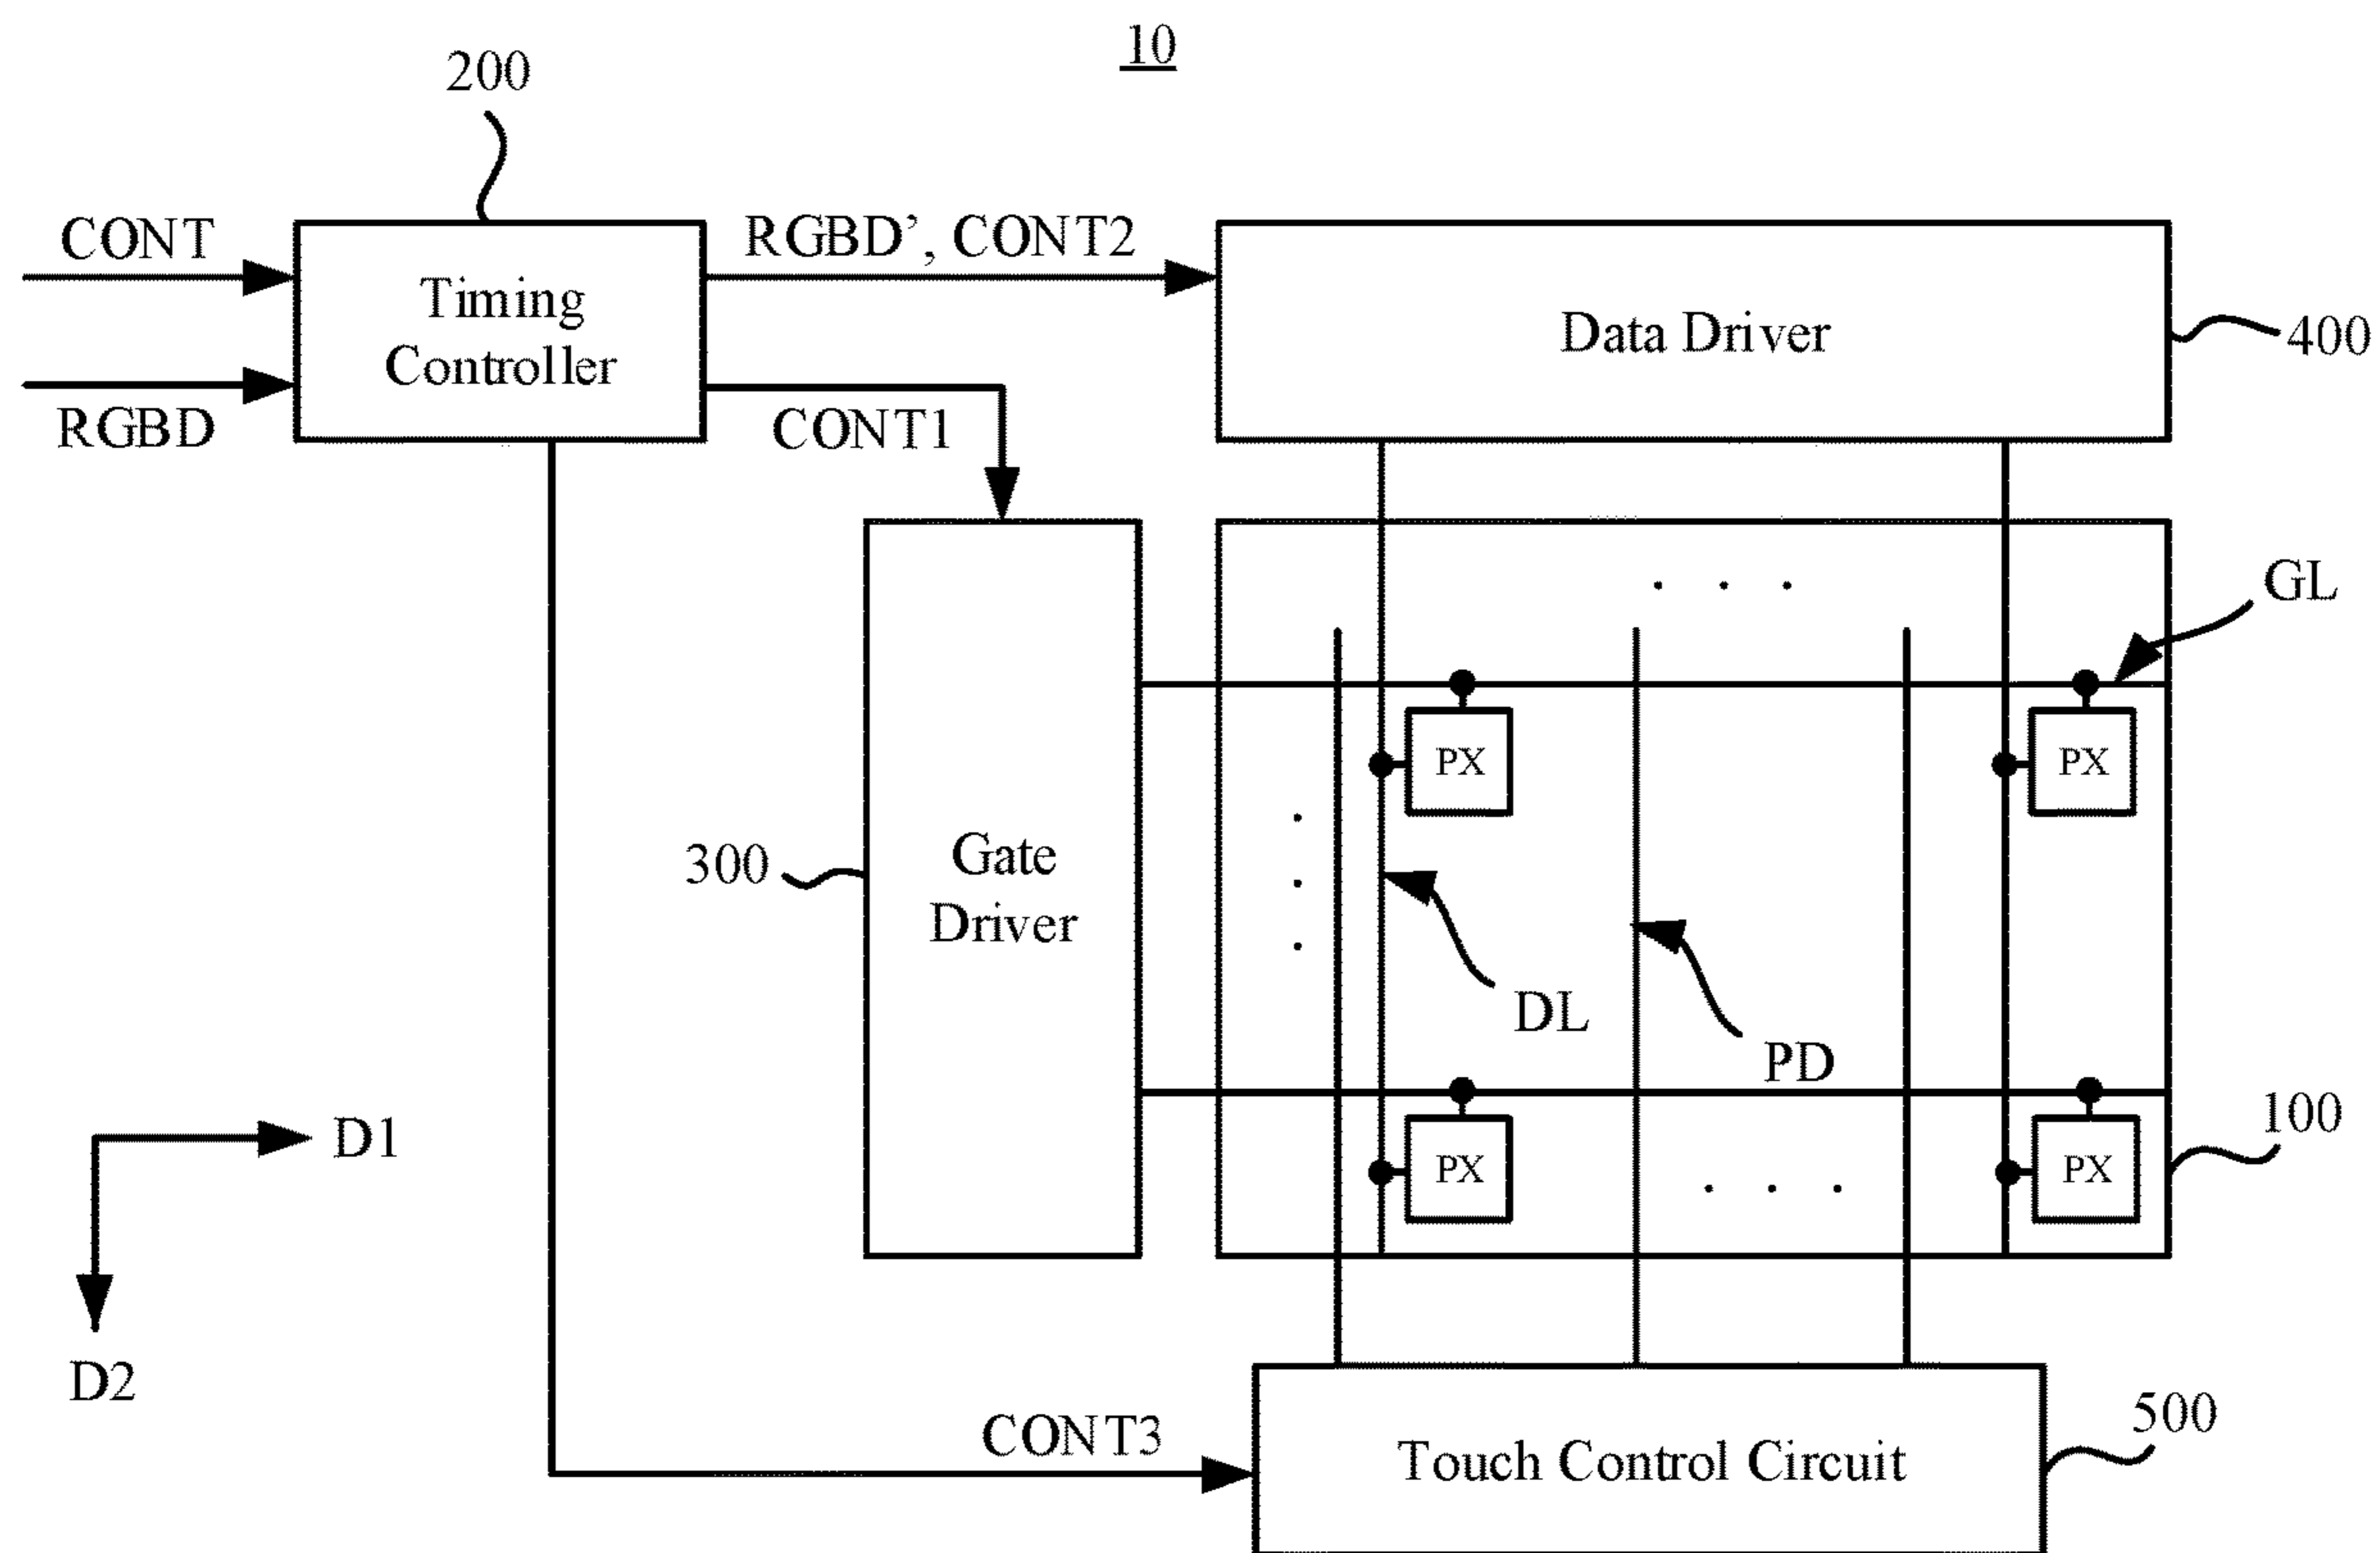 10
200
CONT
RGBD’, CONT2
Timing
Controller
Data Driver
400
RGBD
CONT1
GL
PX
PX
300
Gate
Driver
DL
PD
D1
100
PX
PX
D2
CONT3
500
Touch Control Circuit